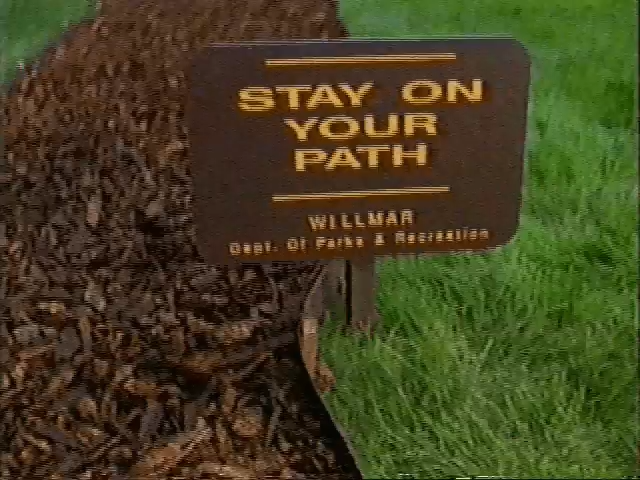 STAY ON
YOUR
PATH
WILLMAR
Dept. Of Parks & Recreation